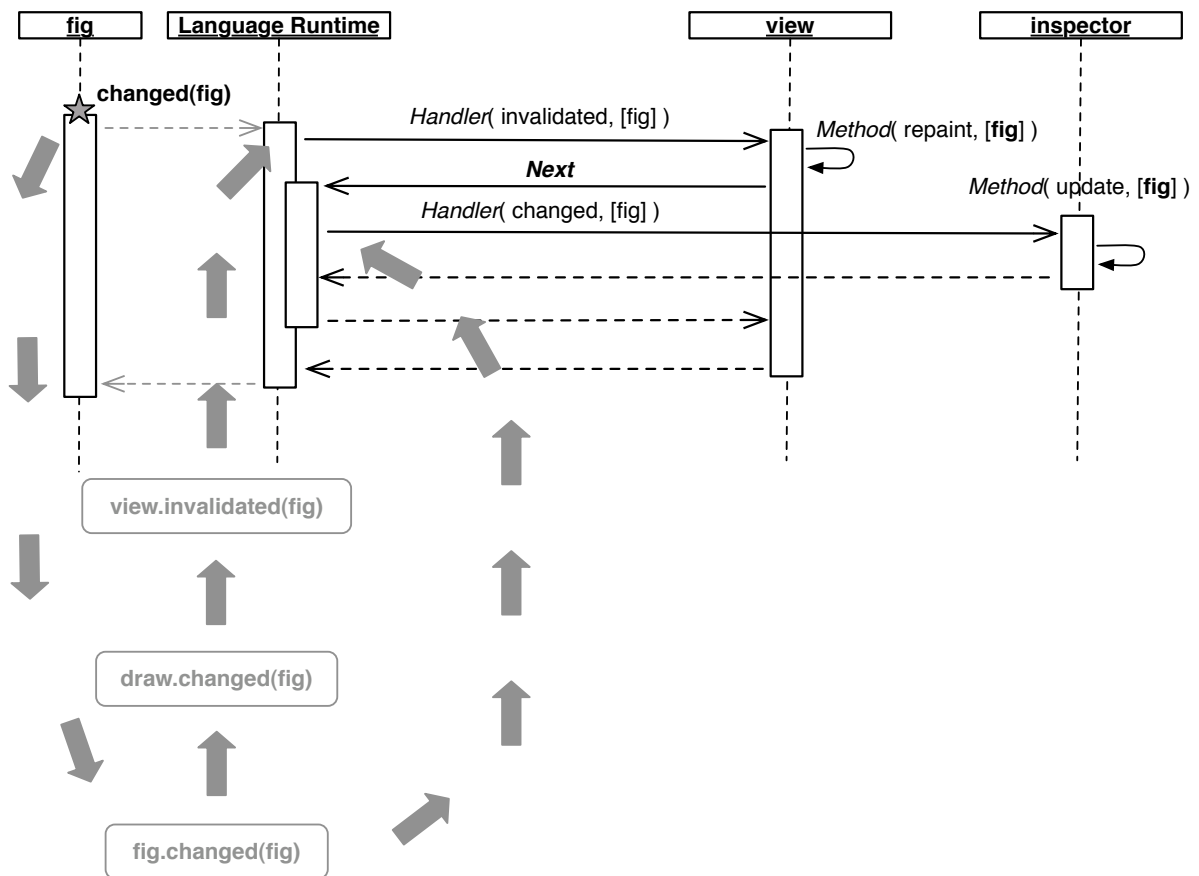 fig
Language Runtime
view
inspector
changed(fig)
Handler( invalidated, [fig] )
Method( repaint, [fig] )
Next
Method( update, [fig] )
Handler( changed, [fig] )
view.invalidated(fig)
draw.changed(fig)
fig.changed(fig)